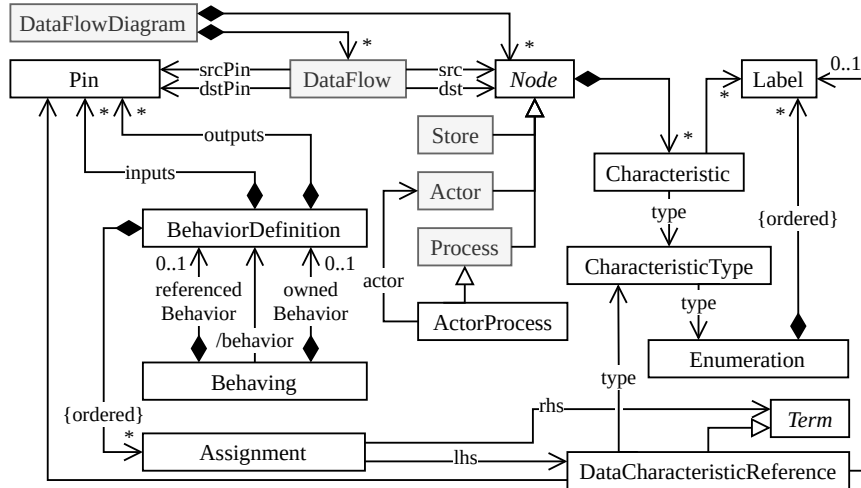 DataFlowDiagram
*
*
Pin
srcPin
dstPin
DataFlow
src
dst
Node
Label
0..1
*
*
*
*
outputs
Store
*
inputs
Characteristic
Actor
type
BehaviorDefinition
{ordered}
Process
0..1
0..1
actor
CharacteristicType
referenced
Behavior
owned
Behavior
type
ActorProcess
/behavior
Enumeration
Behaving
type
{ordered}
rhs
Term
*
Assignment
lhs
DataCharacteristicReference